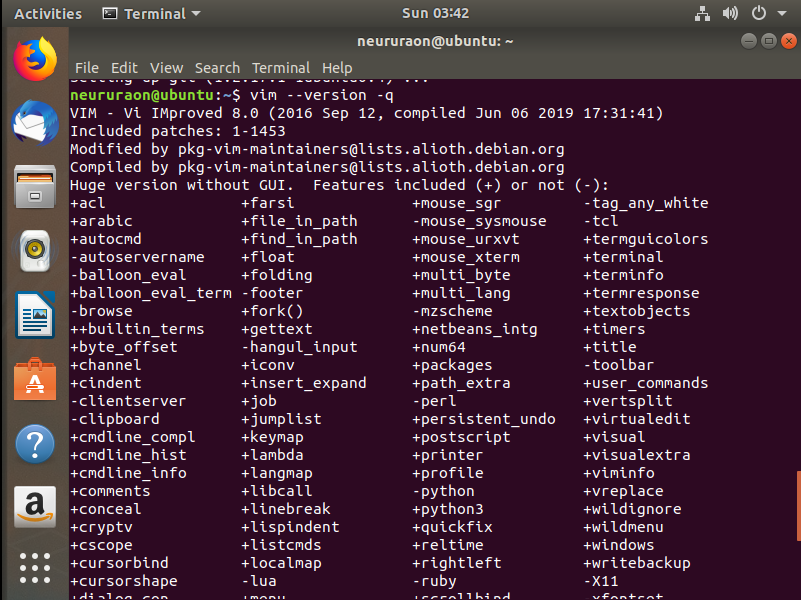 Activities Terminal Sun 03:42
neururaon@ubuntu: ~
File Edit View Search Terminal Help
neururaon@ubuntu:~$ vim --version -q
VIM - Vi IMproved 8.0 (2016 Sep 12, compiled Jun 06 2019 17:31:41)
Included patches: 1-1453
Modified by pkg-vim-maintainers@lists.alioth.debian.org
Compiled by pkg-vim-maintainers@lists.alioth.debian.org
Huge version without GUI.  Features included (+) or not (-):
+acl +farsi +mouse_sgr -tag_any_white
+arabic +file_in_path -mouse_sysmouse -tcl
+autocmd +find_in_path +mouse_urxvt +termguicolors
-autoservername +float +mouse_xterm +terminal
-balloon_eval +folding +multi_byte +terminfo
+balloon_eval_term -footer +multi_lang +termresponse
-browse +fork() -mzscheme +textobjects
++builtin_terms +gettext +netbeans_intg +timers
+byte_offset -hangul_input +num64 +title
+channel +iconv +packages -toolbar
+cindent +insert_expand +path_extra +user_commands
-clientserver +job -perl +vertsplit
-clipboard +jumplist +persistent_undo +virtualedit
+cmdline_compl +keymap +postscript +visual
+cmdline_hist +lambda +printer +visualextra
+cmdline_info +langmap +profile +viminfo
+comments +libcall -python +vreplace
+conceal +linebreak +python3 +wildignore
+cryptv +lispindent +quickfix +wildmenu
+cscope +listcmds +reltime +windows
+cursorbind +localmap +rightleft +writebackup
+cursorshape -lua -ruby -X11
+dialog_con +menu +scrollbind -xfontset